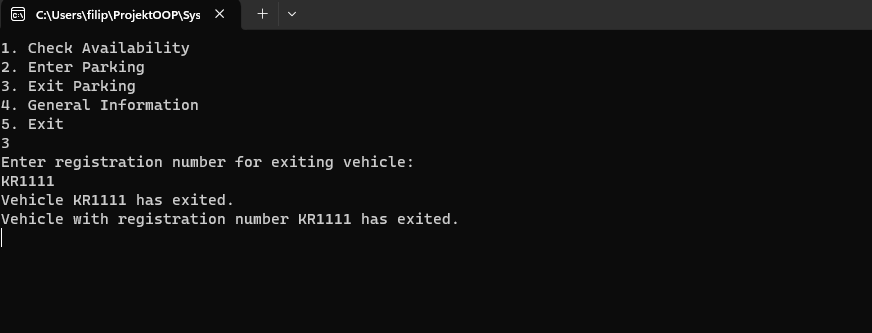 C:\Users\filip\ProjektOOP\Sys
1. Check Availability
2. Enter Parking
3. Exit Parking
4. General Information
5. Exit
3
Enter registration number for exiting vehicle:
KR1111
Vehicle KR1111 has exited.
Vehicle with registration number KR1111 has exited.